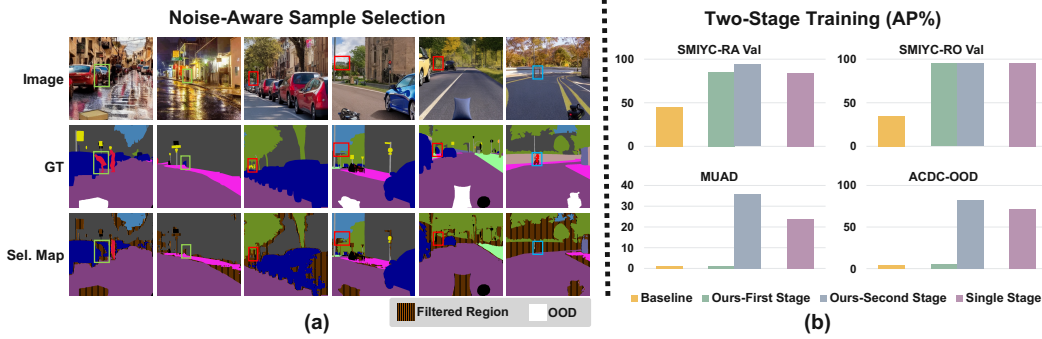 Noise-Aware Sample Selection
Image
GT
Sel. Map
Filtered Region
OOD
(a)
Two-Stage Training (AP%)
SMIYC-RA Val
100
50
0
SMIYC-RO Val
100
50
0
MUAD
40
30
20
10
0
ACDC-OOD
100
50
0
Baseline
Ours-First Stage
Ours-Second Stage
Single Stage
(b)